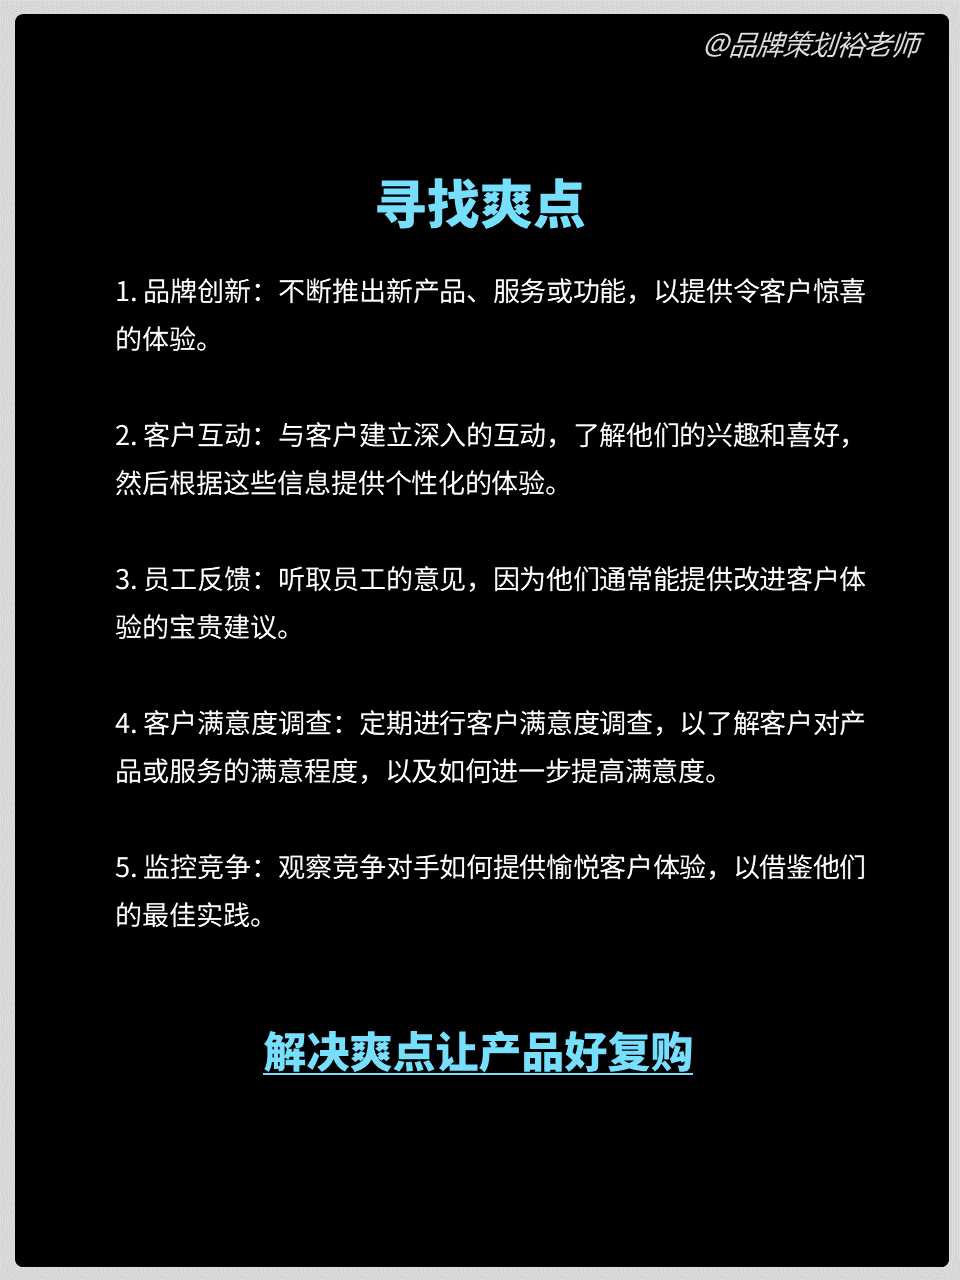 @品牌策划裕老师
寻找爽点
1. 品牌创新：不断推出新产品、服务或功能，以提供令客户惊喜
的体验。
2. 客户互动：与客户建立深入的互动，了解他们的兴趣和喜好，
然后根据这些信息提供个性化的体验。
3. 员工反馈：听取员工的意见，因为他们通常能提供改进客户体
验的宝贵建议。
4. 客户满意度调查：定期进行客户满意度调查，以了解客户对产
品或服务的满意程度，以及如何进一步提高满意度。
5. 监控竞争：观察竞争对手如何提供愉悦客户体验，以借鉴他们
的最佳实践。
解决爽点让产品好复购